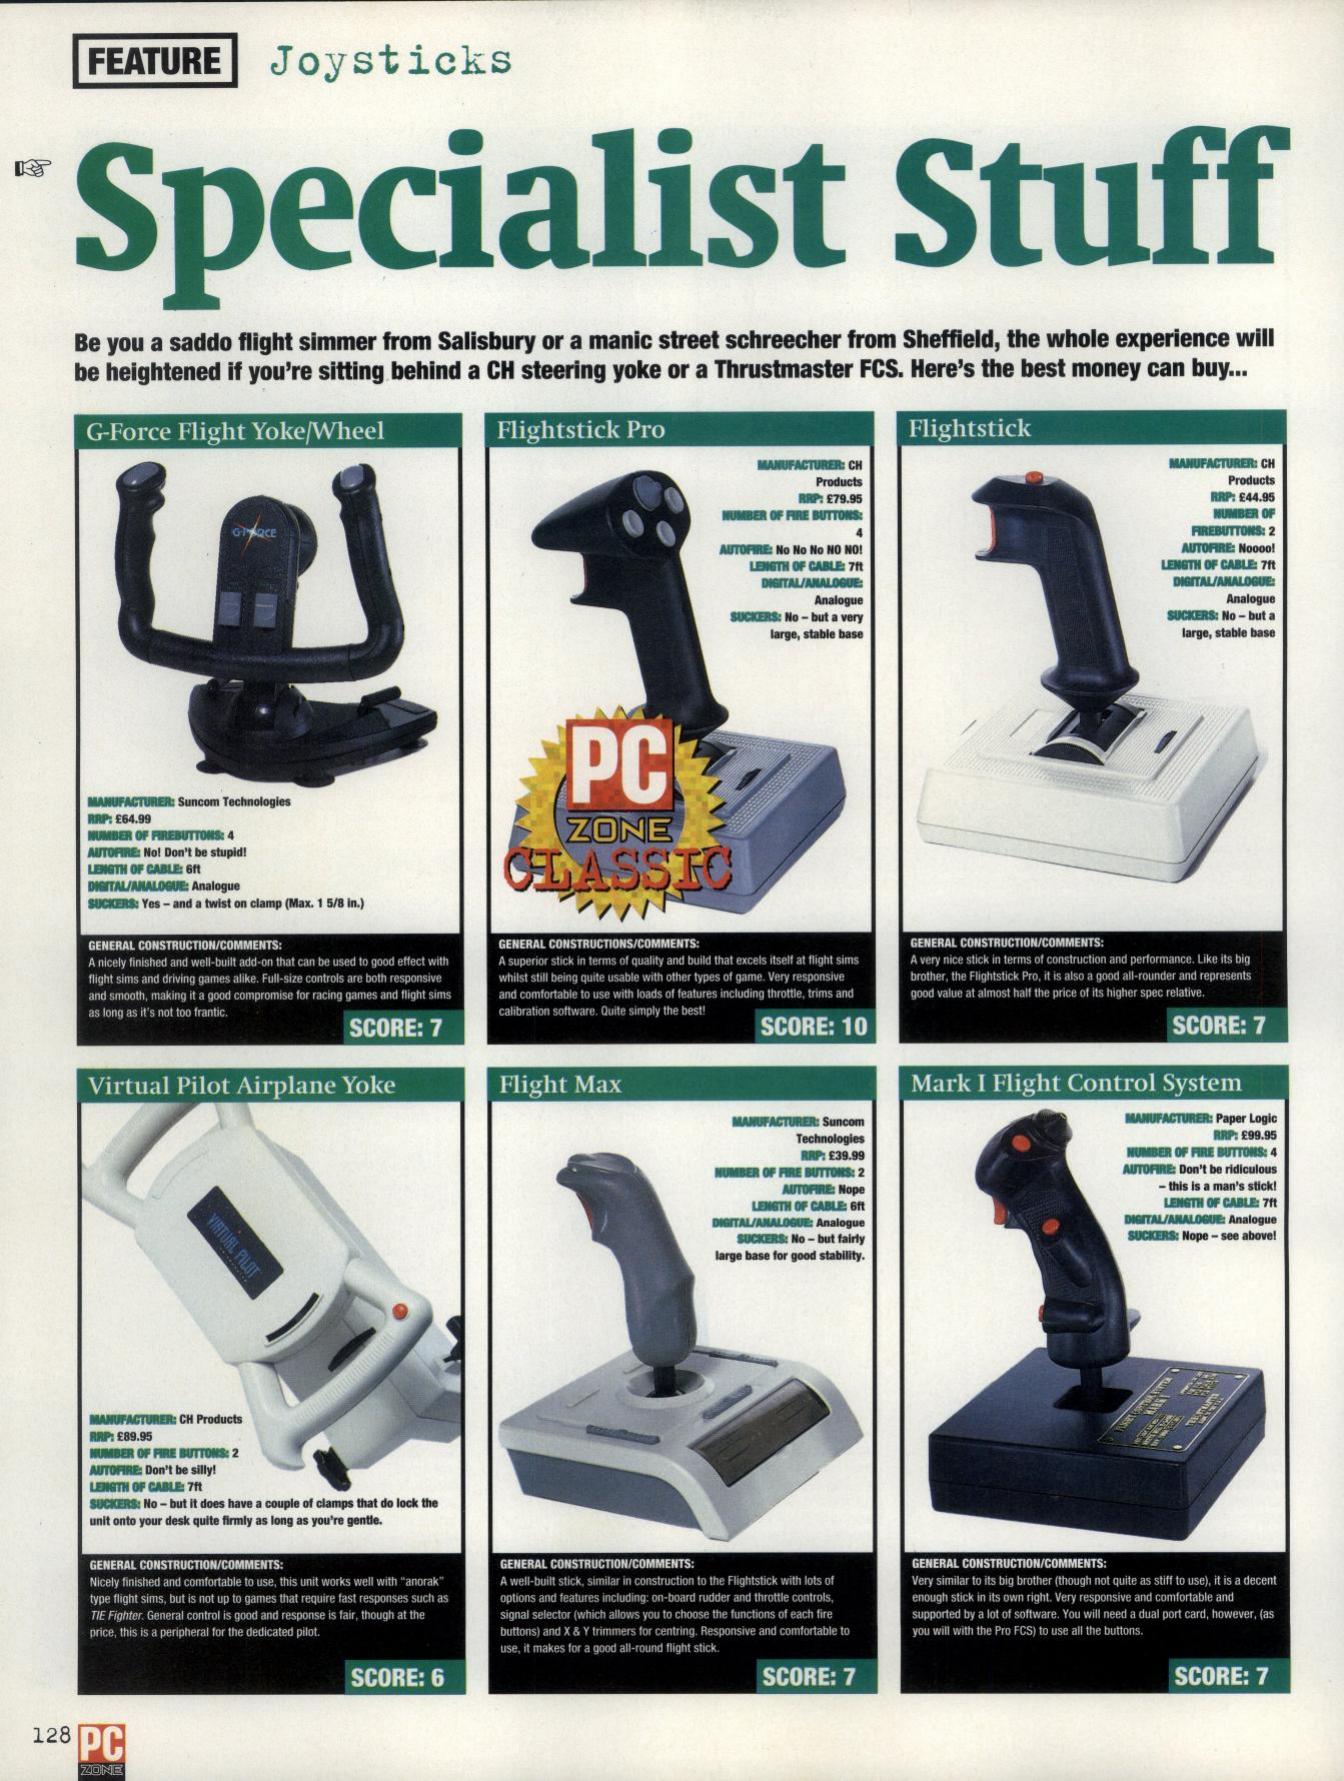 FEATURE Joysticks
Specialist Stuff
Be you a saddo flight simmer from Salisbury or a manic street schreecher from Sheffield, the whole experience will
be heightened if you're sitting behind a CH steering yoke or a Thrustmaster FCS. Here's the best money can buy...
G-Force Flight Yoke/Wheel
G-FORCE
MANUFACTURER: Suncom Technologies
RRP: £64.99
NUMBER OF FIREBUTTONS: 4
AUTOFIRE: No! Don't be stupid!
LENGTH OF CABLE: 6ft
DIGITAL/ANALOGUE: Analogue
SUCKERS: Yes – and a twist on clamp (Max. 1 5/8 in.)
GENERAL CONSTRUCTION/COMMENTS:
A nicely finished and well-built add-on that can be used to good effect with
flight sims and driving games alike. Full-size controls are both responsive
and smooth, making it a good compromise for racing games and flight sims
as long as it's not too frantic.
SCORE: 7
Flightstick Pro
MANUFACTURER: CH
Products
RRP: £79.95
NUMBER OF FIRE BUTTONS:
4
AUTOFIRE: No No No NO NO!
LENGTH OF CABLE: 7ft
DIGITAL/ANALOGUE:
Analogue
SUCKERS: No – but a very
large, stable base
PC
ZONE
CLASSIC
GENERAL CONSTRUCTIONS/COMMENTS:
A superior stick in terms of quality and build that excels itself at flight sims
whilst still being quite usable with other types of game. Very responsive
and comfortable to use with loads of features including throttle, trims and
calibration software. Quite simply the best!
SCORE: 10
Flightstick
MANUFACTURER: CH
Products
RRP: £44.95
NUMBER OF
FIREBUTTONS: 2
AUTOFIRE: Noooo!
LENGTH OF CABLE: 7ft
DIGITAL/ANALOGUE:
Analogue
SUCKERS: No – but a
large, stable base
GENERAL CONSTRUCTION/COMMENTS:
A very nice stick in terms of construction and performance. Like its big
brother, the Flightstick Pro, it is also a good all-rounder and represents
good value at almost half the price of its higher spec relative.
SCORE: 7
Virtual Pilot Airplane Yoke
VIRTUAL PILOT
MANUFACTURER: CH Products
RRP: £89.95
NUMBER OF FIRE BUTTONS: 2
AUTOFIRE: Don't be silly!
LENGTH OF CABLE: 7ft
SUCKERS: No – but it does have a couple of clamps that do lock the
unit onto your desk quite firmly as long as you're gentle.
GENERAL CONSTRUCTION/COMMENTS:
Nicely finished and comfortable to use, this unit works well with "anorak"
type flight sims, but is not up to games that require fast responses such as
TIE Fighter. General control is good and response is fair, though at the
price, this is a peripheral for the dedicated pilot.
SCORE: 6
Flight Max
MANUFACTURER: Suncom
Technologies
RRP: £39.99
NUMBER OF FIRE BUTTONS: 2
AUTOFIRE: Nope
LENGTH OF CABLE: 6ft
DIGITAL/ANALOGUE: Analogue
SUCKERS: No – but fairly
large base for good stability.
GENERAL CONSTRUCTION/COMMENTS:
A well-built stick, similar in construction to the Flightstick with lots of
options and features including: on-board rudder and throttle controls,
signal selector (which allows you to choose the functions of each fire
buttons) and X & Y trimmers for centring. Responsive and comfortable to
use, it makes for a good all-round flight stick.
SCORE: 7
Mark I Flight Control System
MANUFACTURER: Paper Logic
RRP: £99.95
NUMBER OF FIRE BUTTONS: 4
AUTOFIRE: Don't be ridiculous
– this is a man's stick!
LENGTH OF CABLE: 7ft
DIGITAL/ANALOGUE: Analogue
SUCKERS: Nope – see above!
FLIGHT CONTROL SYSTEM
MARK I
GENERAL CONSTRUCTION/COMMENTS:
Very similar to its big brother (though not quite as stiff to use), it is a decent
enough stick in its own right. Very responsive and comfortable and
supported by a lot of software. You will need a dual port card, however, (as
you will with the Pro FCS) to use all the buttons.
SCORE: 7
128 PC
ZONE